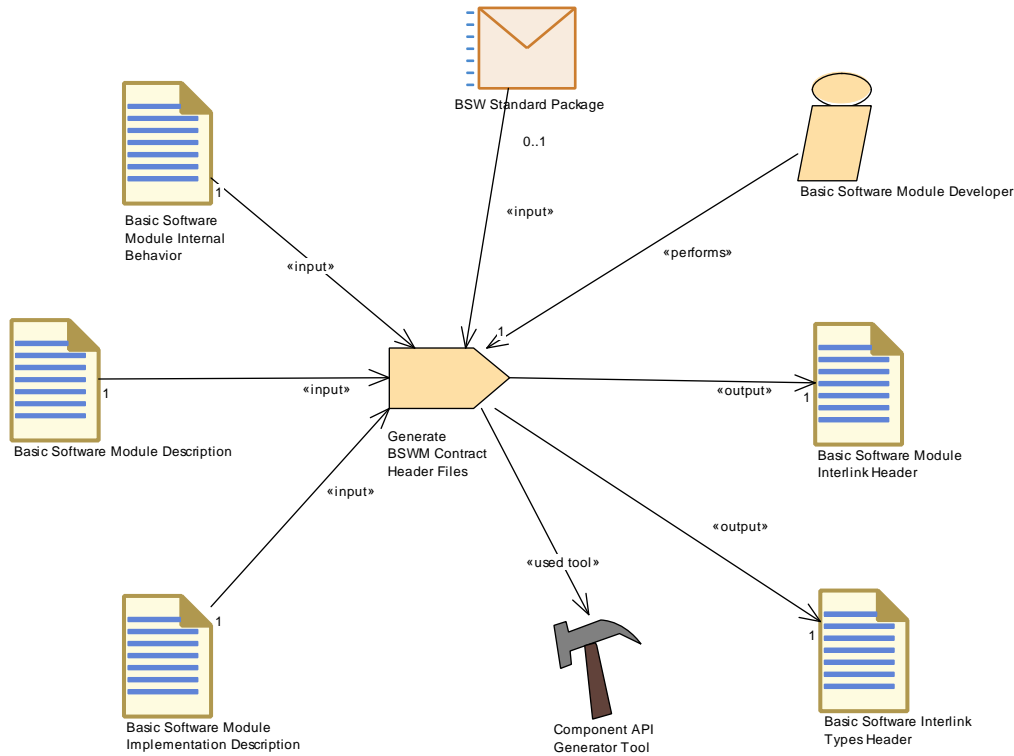 BSW Standard Package
0..1
«input»
Basic Software Module Developer
«performs»
1
1
Basic Software
Module Internal
Behavior
«input»
1
Basic Software Module Description
«input»
Generate
BSWM Contract
Header Files
«output»
1
Basic Software Module
Interlink Header
«input»
1
Basic Software Module
Implementation Description
«used tool»
Component API
Generator Tool
«output»
1
Basic Software Interlink
Types Header